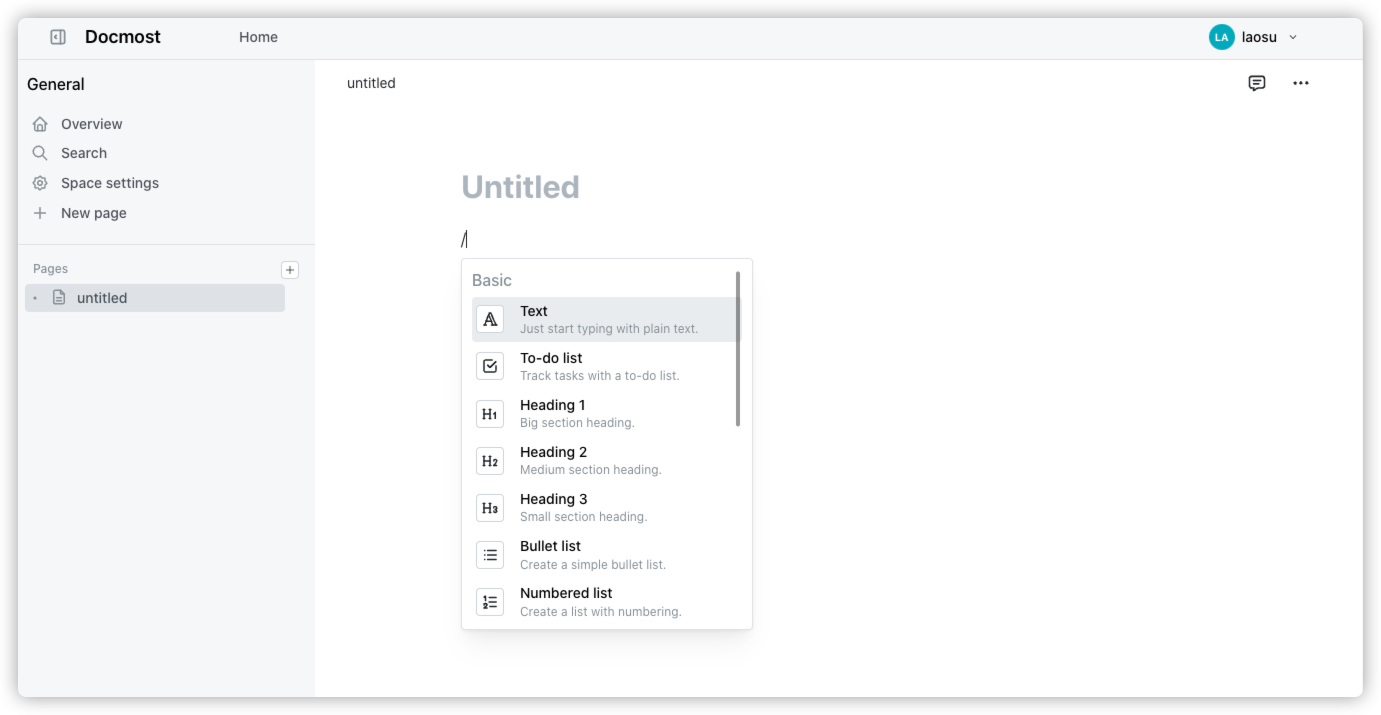 Docmost
Home
LA
laosu
General
Overview
Search
Space settings
New page
Pages
untitled
untitled
Untitled
/
Basic
Text
Just start typing with plain text.
To-do list
Track tasks with a to-do list.
H1
Heading 1
Big section heading.
H2
Heading 2
Medium section heading.
H3
Heading 3
Small section heading.
Bullet list
Create a simple bullet list.
Numbered list
Create a list with numbering.